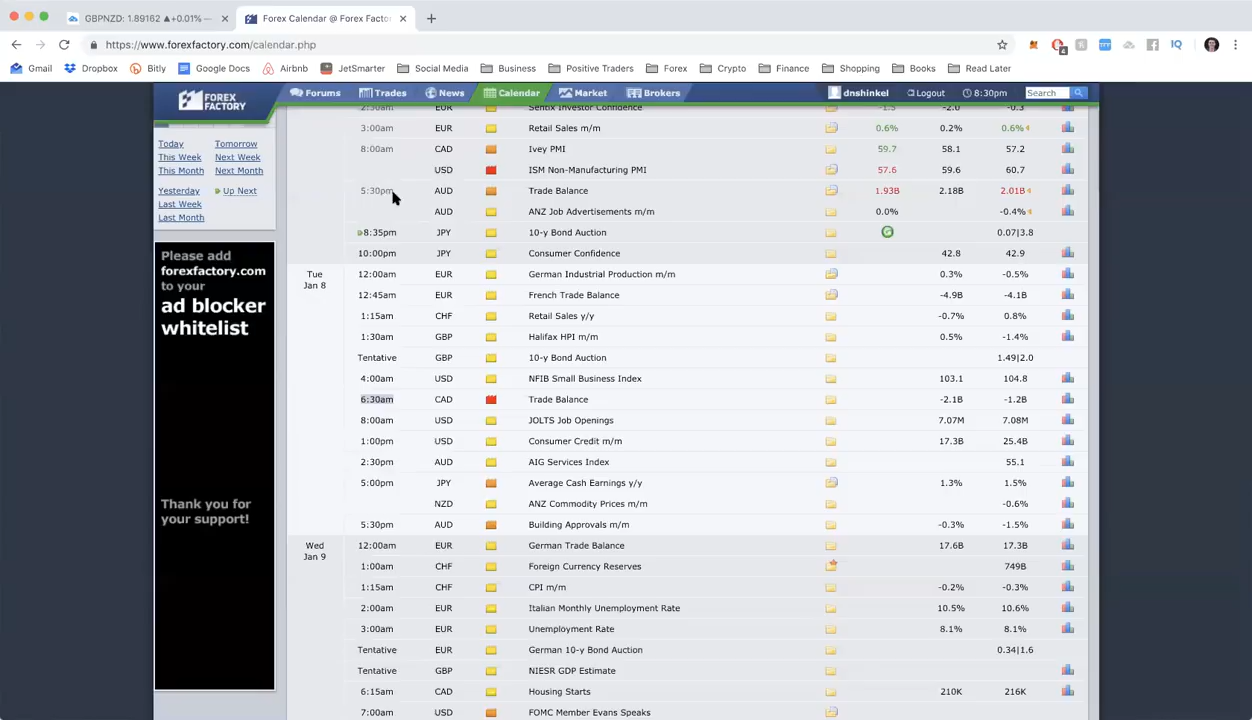 GBPNZD: 1.89162 ▲+0.01% ×
Forex Calendar @ Forex Facto ×
https://www.forexfactory.com/calendar.php
4
IQ
Gmail Dropbox Bitly Google Docs Airbnb JetSmarter Social Media Business Positive Traders Forex Crypto Finance Shopping Books Read Later
FOREX FACTORY
Forums Trades News Calendar Market Brokers dnshinkel Logout 8:30pm Search
Today Tomorrow
This Week Next Week
This Month Next Month
Yesterday Up Next
Last Week
Last Month
Please add
forexfactory.com
to your
ad blocker
whitelist
Thank you for
your support!
2:30am EUR Sentix Investor Confidence -1.5 -2.0 -0.3
3:00am EUR Retail Sales m/m 0.6% 0.2% 0.6%
8:00am CAD Ivey PMI 59.7 58.1 57.2
USD ISM Non-Manufacturing PMI 57.6 59.6 60.7
5:30pm AUD Trade Balance 1.93B 2.18B 2.01B
AUD ANZ Job Advertisements m/m 0.0% -0.4%
8:35pm JPY 10-y Bond Auction 0.07|3.8
10:00pm JPY Consumer Confidence 42.8 42.9
Tue
Jan 8
12:00am EUR German Industrial Production m/m 0.3% -0.5%
12:45am EUR French Trade Balance -4.9B -4.1B
1:15am CHF Retail Sales y/y -0.7% 0.8%
1:30am GBP Halifax HPI m/m 0.5% -1.4%
Tentative GBP 10-y Bond Auction 1.49|2.0
4:00am USD NFIB Small Business Index 103.1 104.8
6:30am CAD Trade Balance -2.1B -1.2B
8:00am USD JOLTS Job Openings 7.07M 7.08M
1:00pm USD Consumer Credit m/m 17.3B 25.4B
2:30pm AUD AIG Services Index 55.1
5:00pm JPY Average Cash Earnings y/y 1.3% 1.5%
NZD ANZ Commodity Prices m/m -0.6%
5:30pm AUD Building Approvals m/m -0.3% -1.5%
Wed
Jan 9
12:00am EUR German Trade Balance 17.6B 17.3B
1:00am CHF Foreign Currency Reserves 749B
1:15am CHF CPI m/m -0.2% -0.3%
2:00am EUR Italian Monthly Unemployment Rate 10.5% 10.6%
3:00am EUR Unemployment Rate 8.1% 8.1%
Tentative EUR German 10-y Bond Auction 0.34|1.6
Tentative GBP NIESR GDP Estimate
6:15am CAD Housing Starts 210K 216K
7:00am USD FOMC Member Evans Speaks